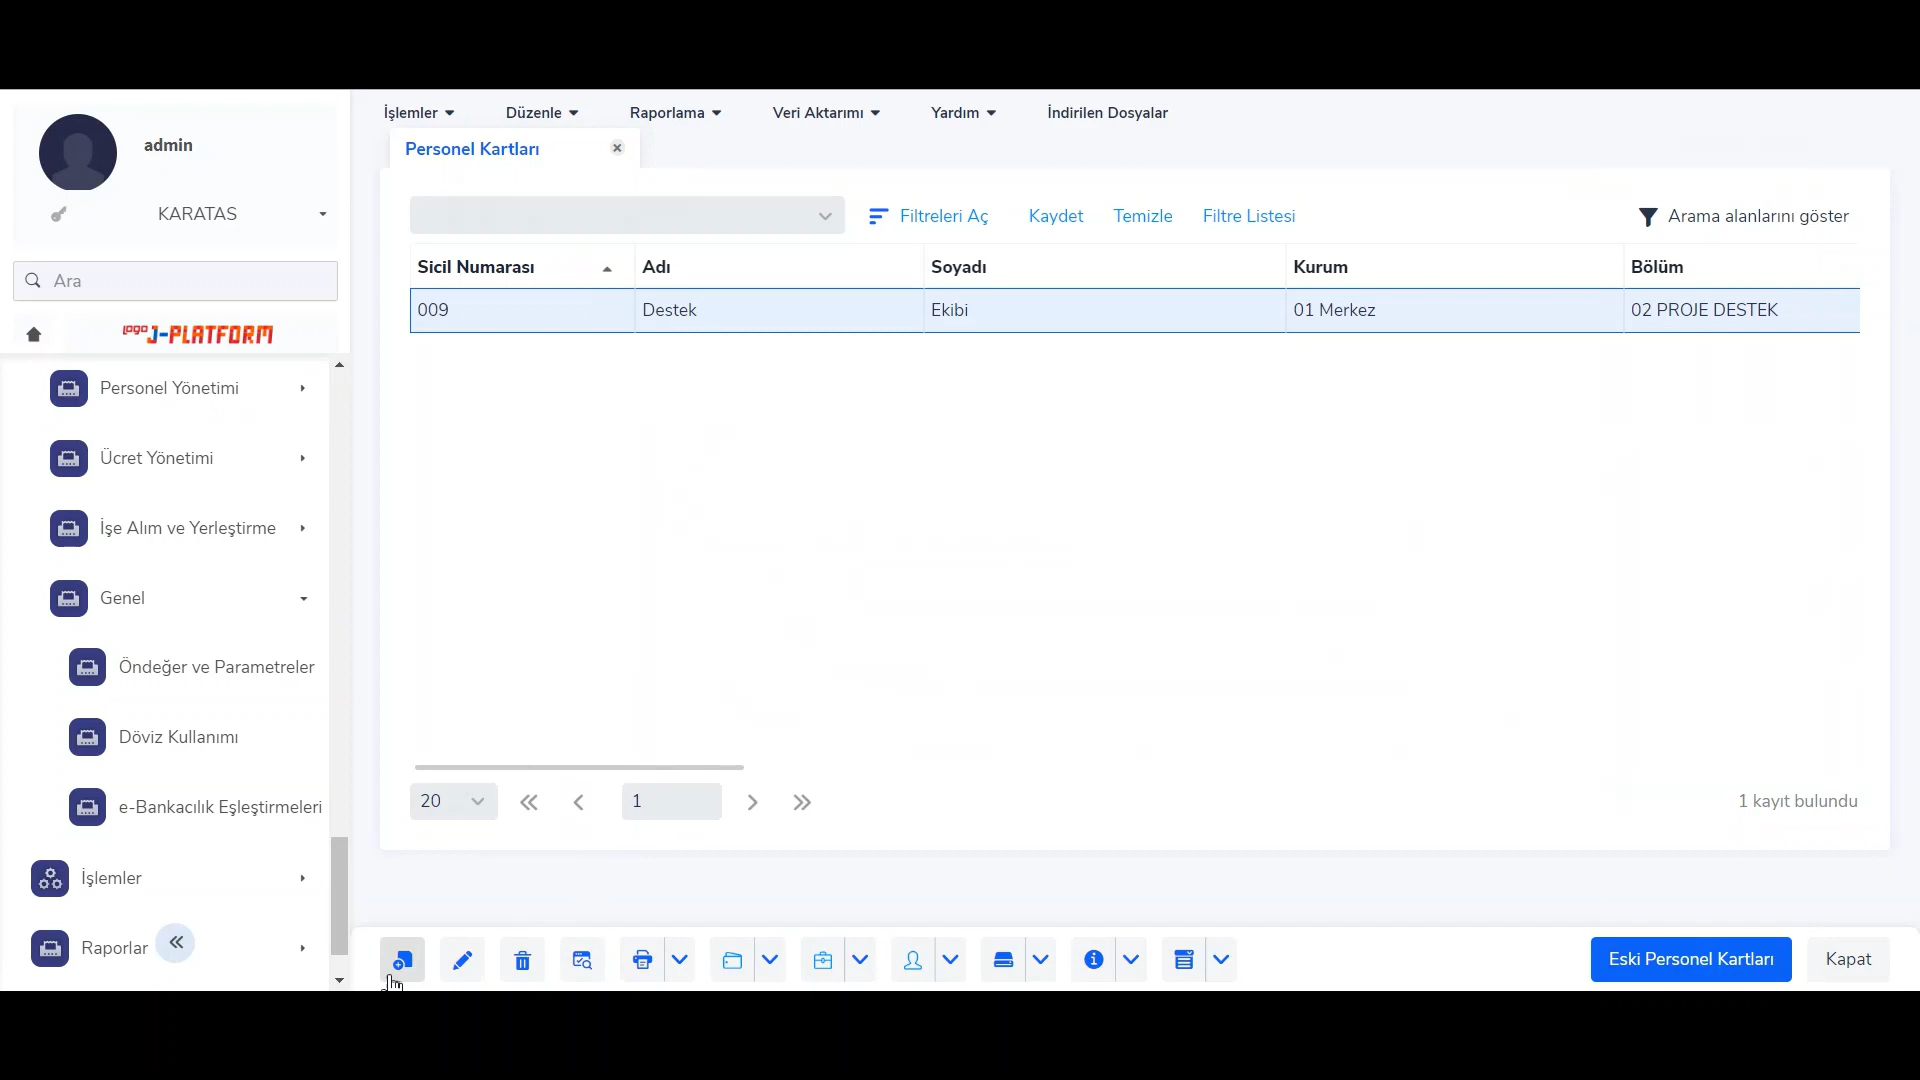 İşlemler
Düzenle
Raporlama
Veri Aktarımı
Yardım
İndirilen Dosyalar
admin
KARATAS
Ara
logo J-PLATFORM
Personel Yönetimi
Ücret Yönetimi
İşe Alım ve Yerleştirme
Genel
Öndeğer ve Parametreler
Döviz Kullanımı
e-Bankacılık Eşleştirmeleri
İşlemler
Raporlar
Personel Kartları
Filtreleri Aç
Kaydet
Temizle
Filtre Listesi
Arama alanlarını göster
Sicil Numarası Adı Soyadı Kurum Bölüm
009 Destek Ekibi 01 Merkez 02 PROJE DESTEK
20
1
1 kayıt bulundu
Eski Personel Kartları
Kapat